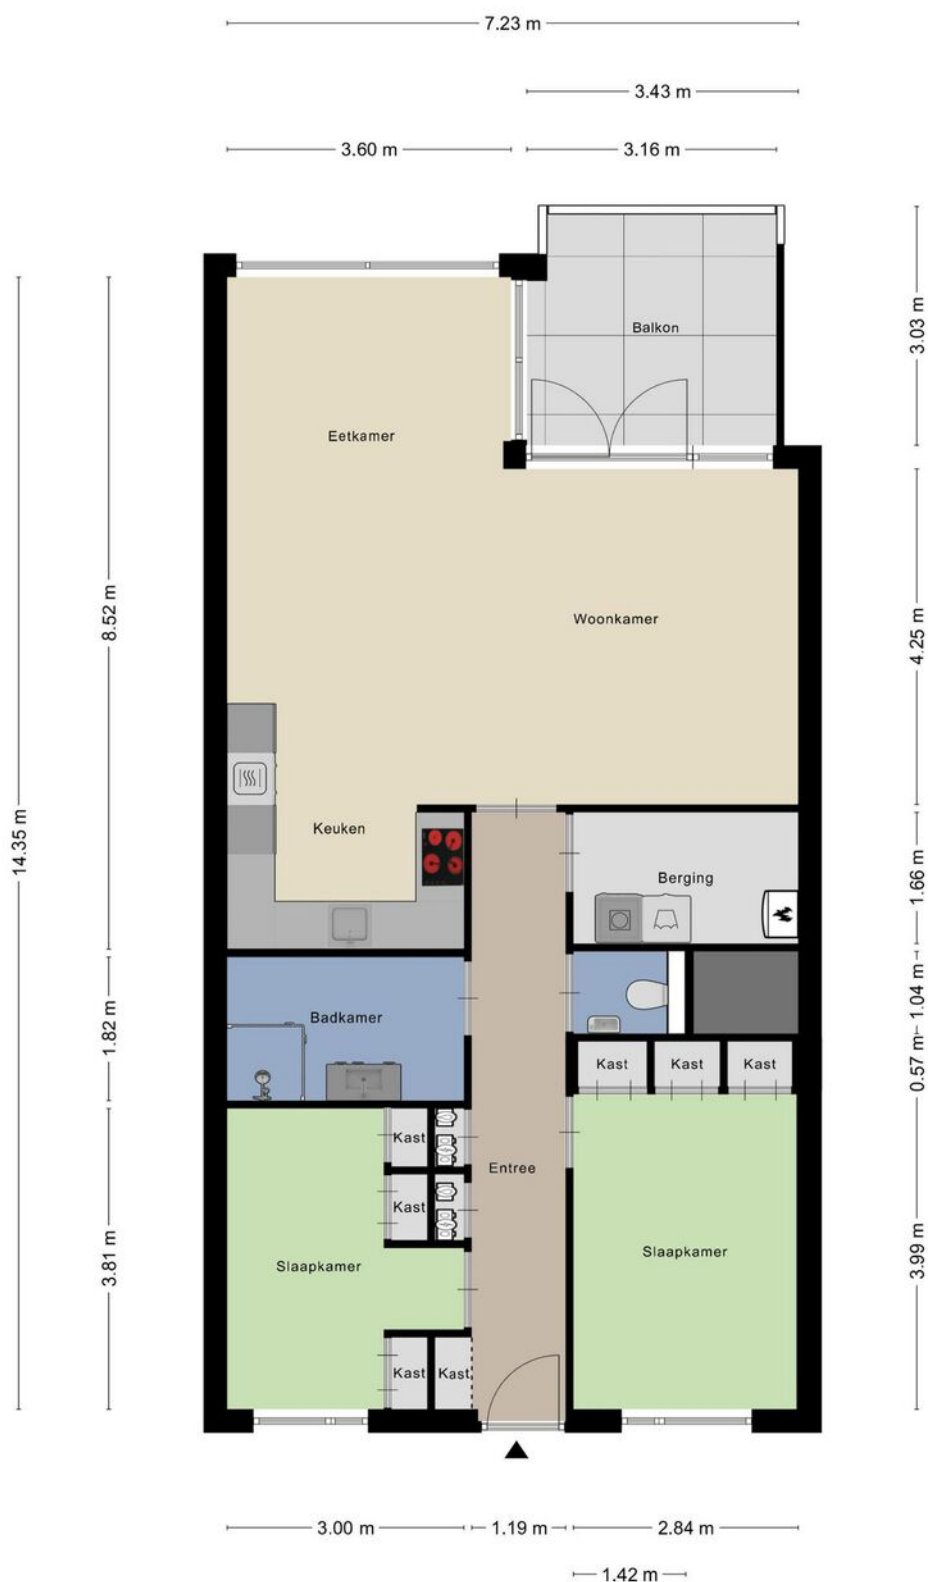 7.23 m
3.43 m
3.60 m
3.16 m
Balkon
3.03 m
Eetkamer
8.52 m
Woonkamer
4.25 m
14.35 m
Keuken
Berging
1.66 m
Badkamer
1.82 m
1.04 m
Kast
Kast
Kast
0.57 m
Kast
Entree
Kast
Slaapkamer
3.81 m
Slaapkamer
3.99 m
Kast
Kast
3.00 m
1.19 m
2.84 m
1.42 m